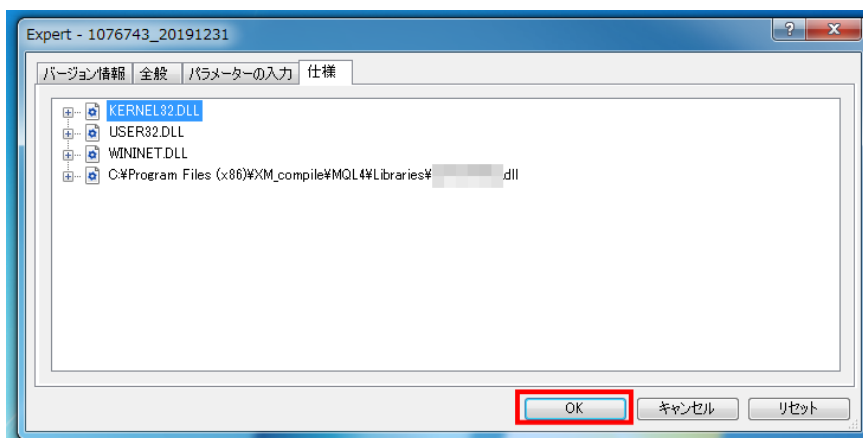 Expert - 1076743_20191231
バージョン情報 全般 パラメーターの入力 仕様
KERNEL32.DLL
USER32.DLL
WININET.DLL
C:¥Program Files (x86)¥XM_compile¥MQL4¥Libraries¥ .dll
OK キャンセル リセット